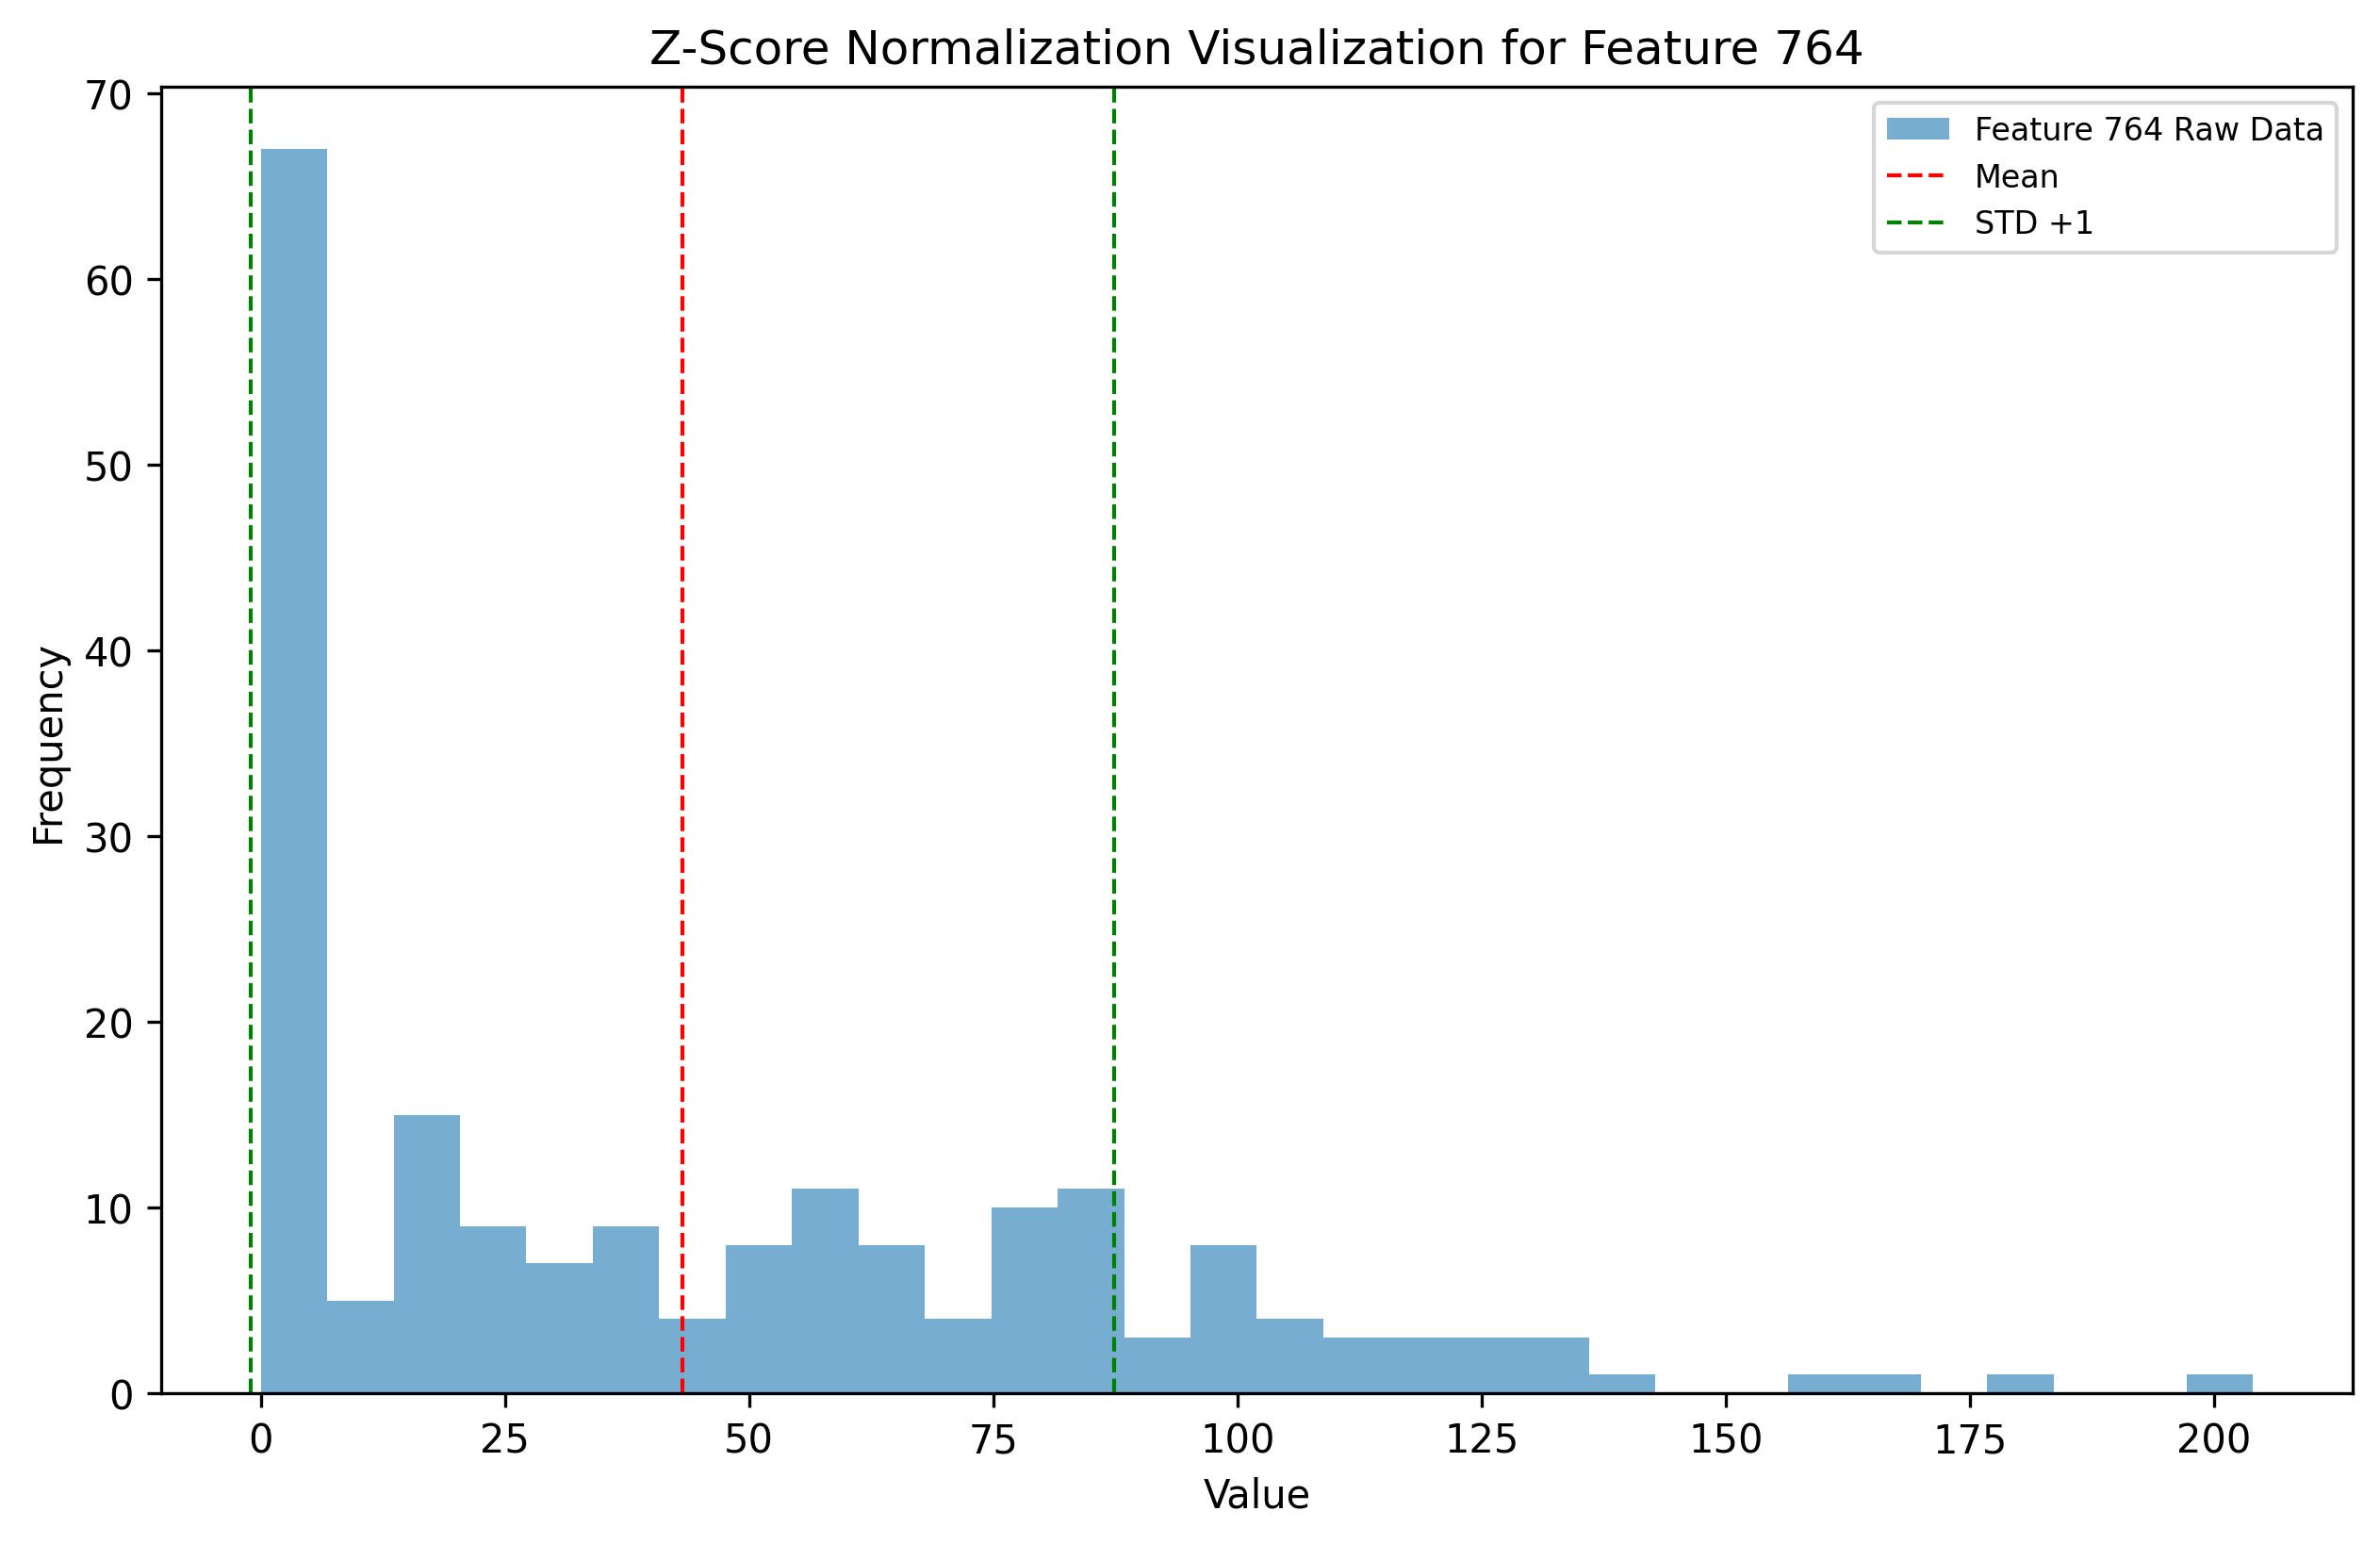 Z-Score Normalization Visualization for Feature 764
Feature 764 Raw Data
Mean
STD +1
70
60
50
40
30
20
10
0
Frequency
0 25 50 75 100 125 150 175 200
Value